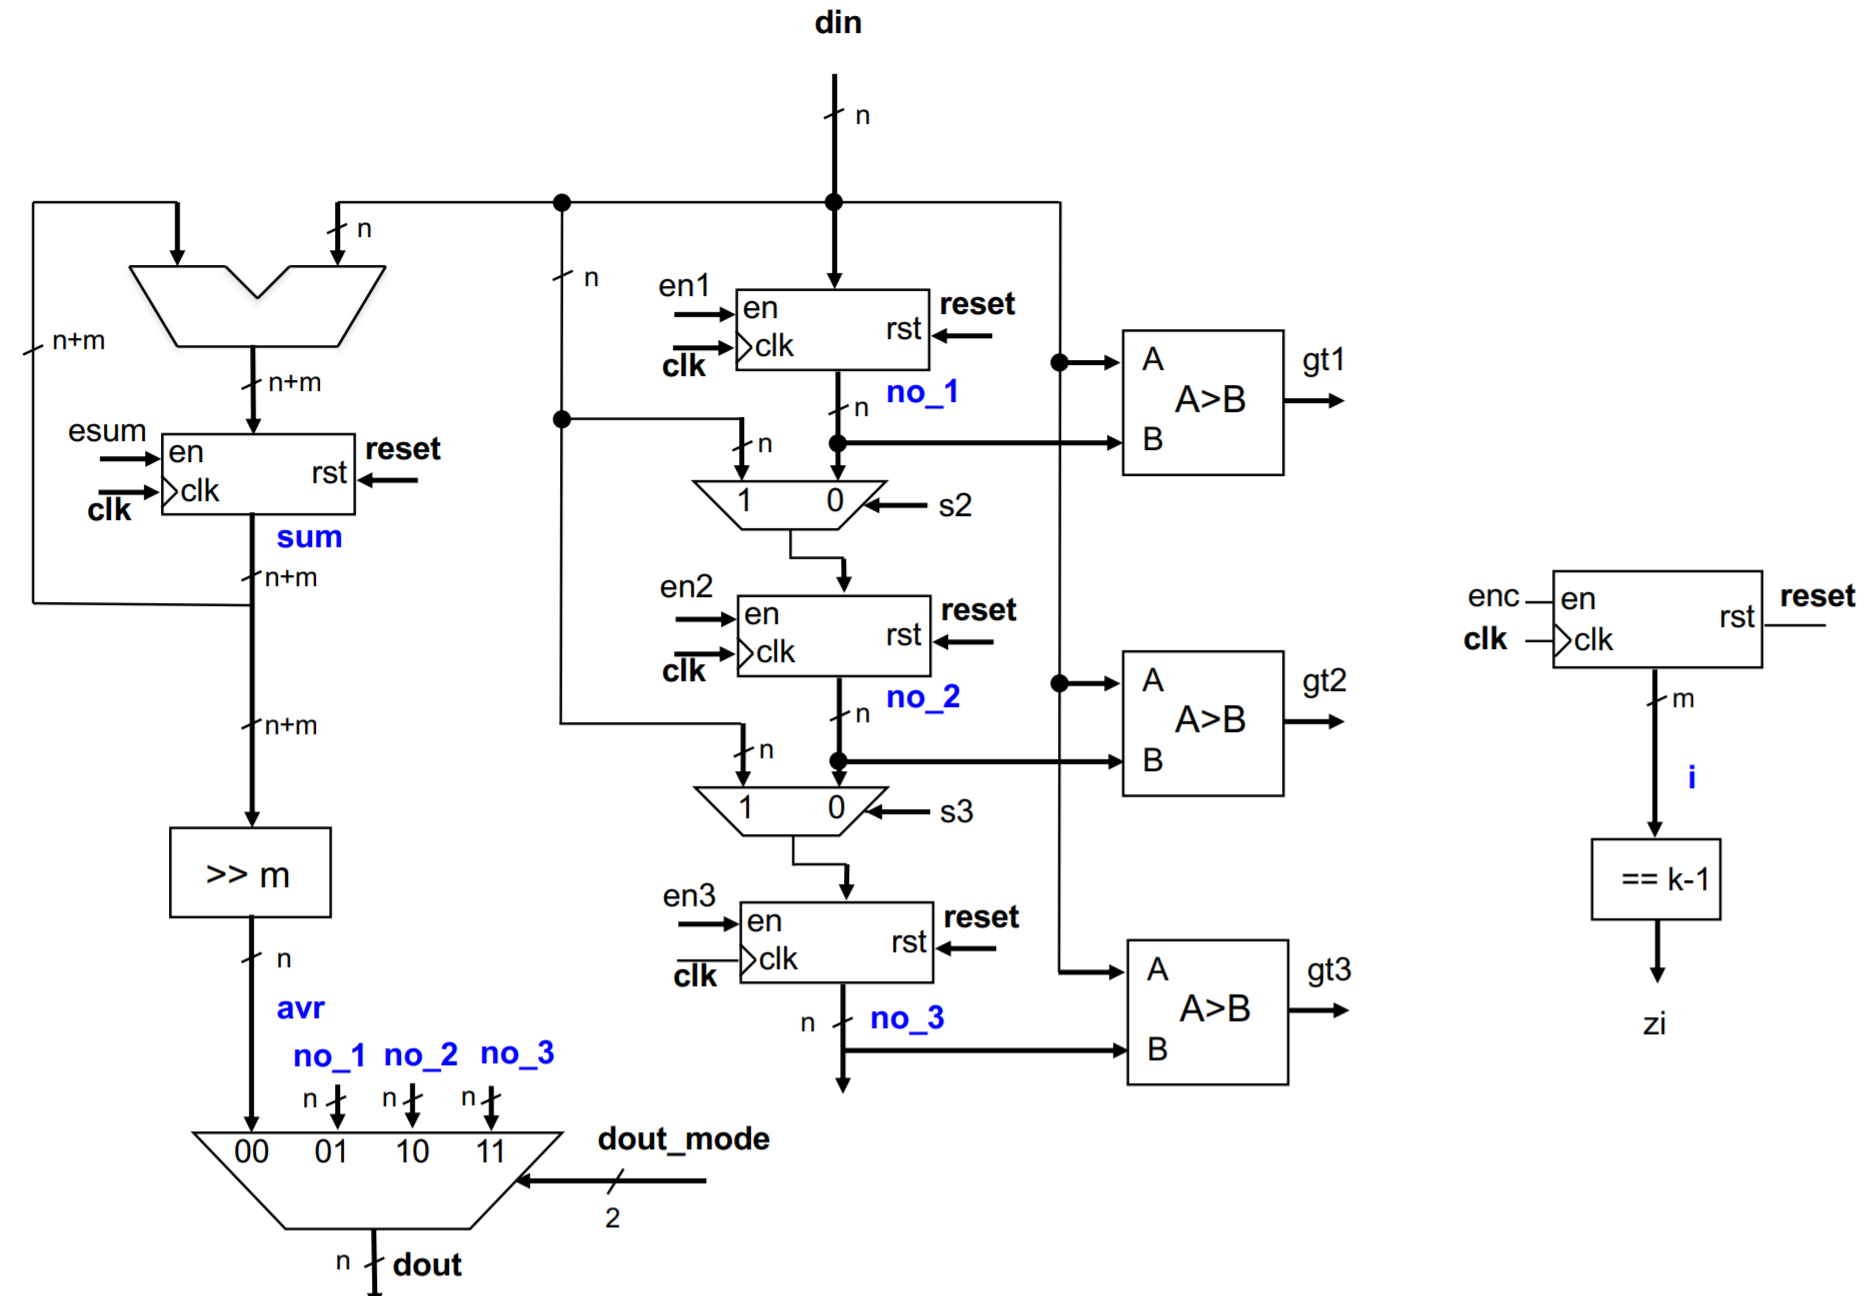 din
n
n
n
n+m
n+m
esum
en
clk
clk
rst
reset
sum
n+m
n+m
>> m
n
avr
no_1
no_2
no_3
n
n
n
00
01
10
11
dout_mode
2
n
dout
en1
en
clk
clk
rst
reset
no_1
n
n
1
0
s2
en2
en
clk
clk
rst
reset
no_2
n
n
1
0
s3
en3
en
clk
clk
rst
reset
no_3
n
A
A>B
B
gt1
A
A>B
B
gt2
A
A>B
B
gt3
enc
en
clk
clk
rst
reset
m
i
== k-1
zi